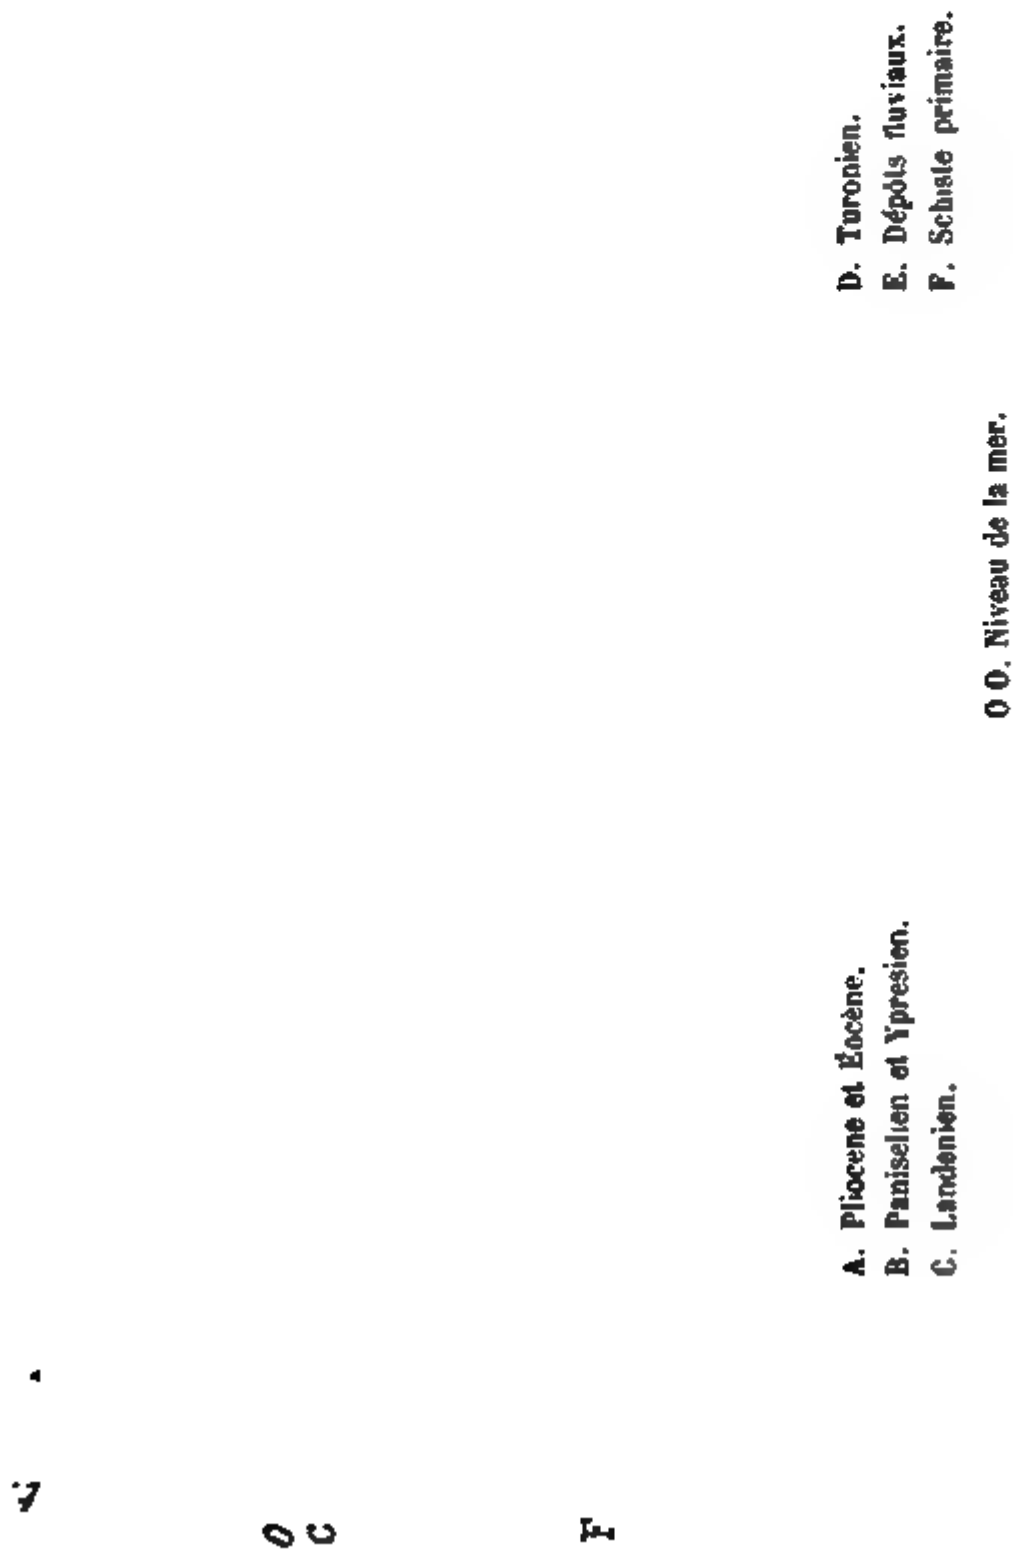 O
C
F
A. Pliocene et Éocène.
B. Paniselien et Ypresien.
C. Landenien.
D. Turonien.
E. Dépôts fluviaux.
F. Schiste primaire.
O O. Niveau de la mer.